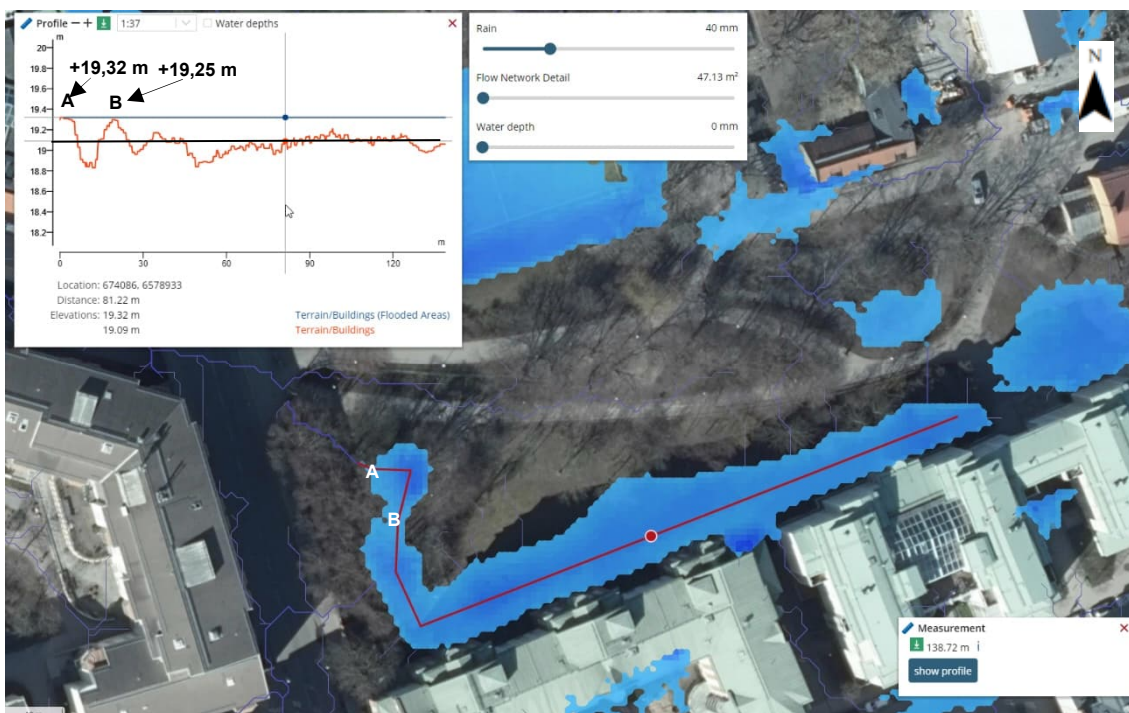 Profile − + 1:37 Water depths
m
+19,32 m
+19,25 m
A
B
20
19.8
19.6
19.4
19.2
19
18.8
18.6
18.4
18.2
m
0 30 60 90 120
Location: 674086, 6578933
Distance: 81.22 m
Elevations: 19.32 m
19.09 m
Terrain/Buildings (Flooded Areas)
Terrain/Buildings
Rain 40 mm
Flow Network Detail 47.13 m²
Water depth 0 mm
N
A
B
Measurement
138.72 m i
show profile